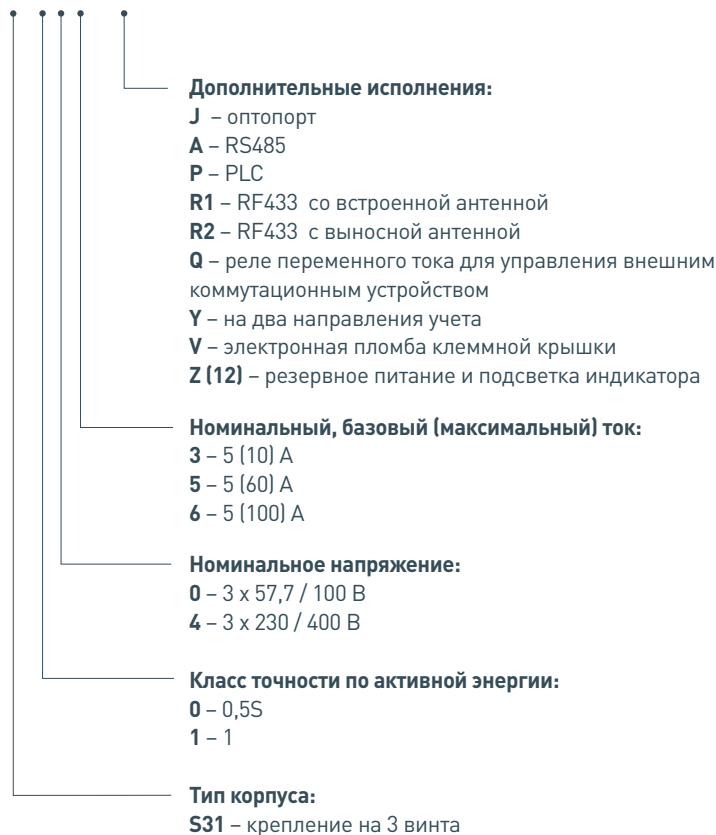 Дополнительные исполнения:
J – оптопорт
A – RS485
P – PLC
R1 – RF433 со встроенной антенной
R2 – RF433 с выносной антенной
Q – реле переменного тока для управления внешним
коммутационным устройством
Y – на два направления учета
V – электронная пломба клеммной крышки
Z (12) – резервное питание и подсветка индикатора
Номинальный, базовый (максимальный) ток:
3 – 5 (10) А
5 – 5 (60) А
6 – 5 (100) А
Номинальное напряжение:
0 – 3 x 57,7 / 100 В
4 – 3 x 230 / 400 В
Класс точности по активной энергии:
0 – 0,5S
1 – 1
Тип корпуса:
S31 – крепление на 3 винта